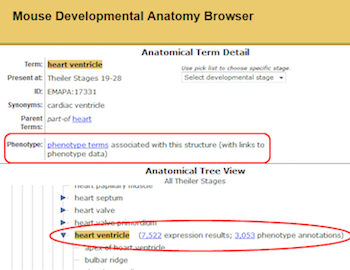 Mouse Developmental Anatomy Browser
Anatomical Term Detail
Term: heart ventricle
Use pick list to choose specific stage.
Present at: Theiler Stages 19-28
Select developmental stage
ID: EMAPA:17331
Synonyms: cardiac ventricle
Parent Terms: part-of heart
Phenotype: phenotype terms associated with this structure (with links to
phenotype data)
Anatomical Tree View
All Theiler Stages
heart papillary muscle
heart septum
heart valve
heart valve primordium
heart ventricle (7,522 expression results; 3,053 phenotype annotations)
apex of heart ventricle
bulbar ridge